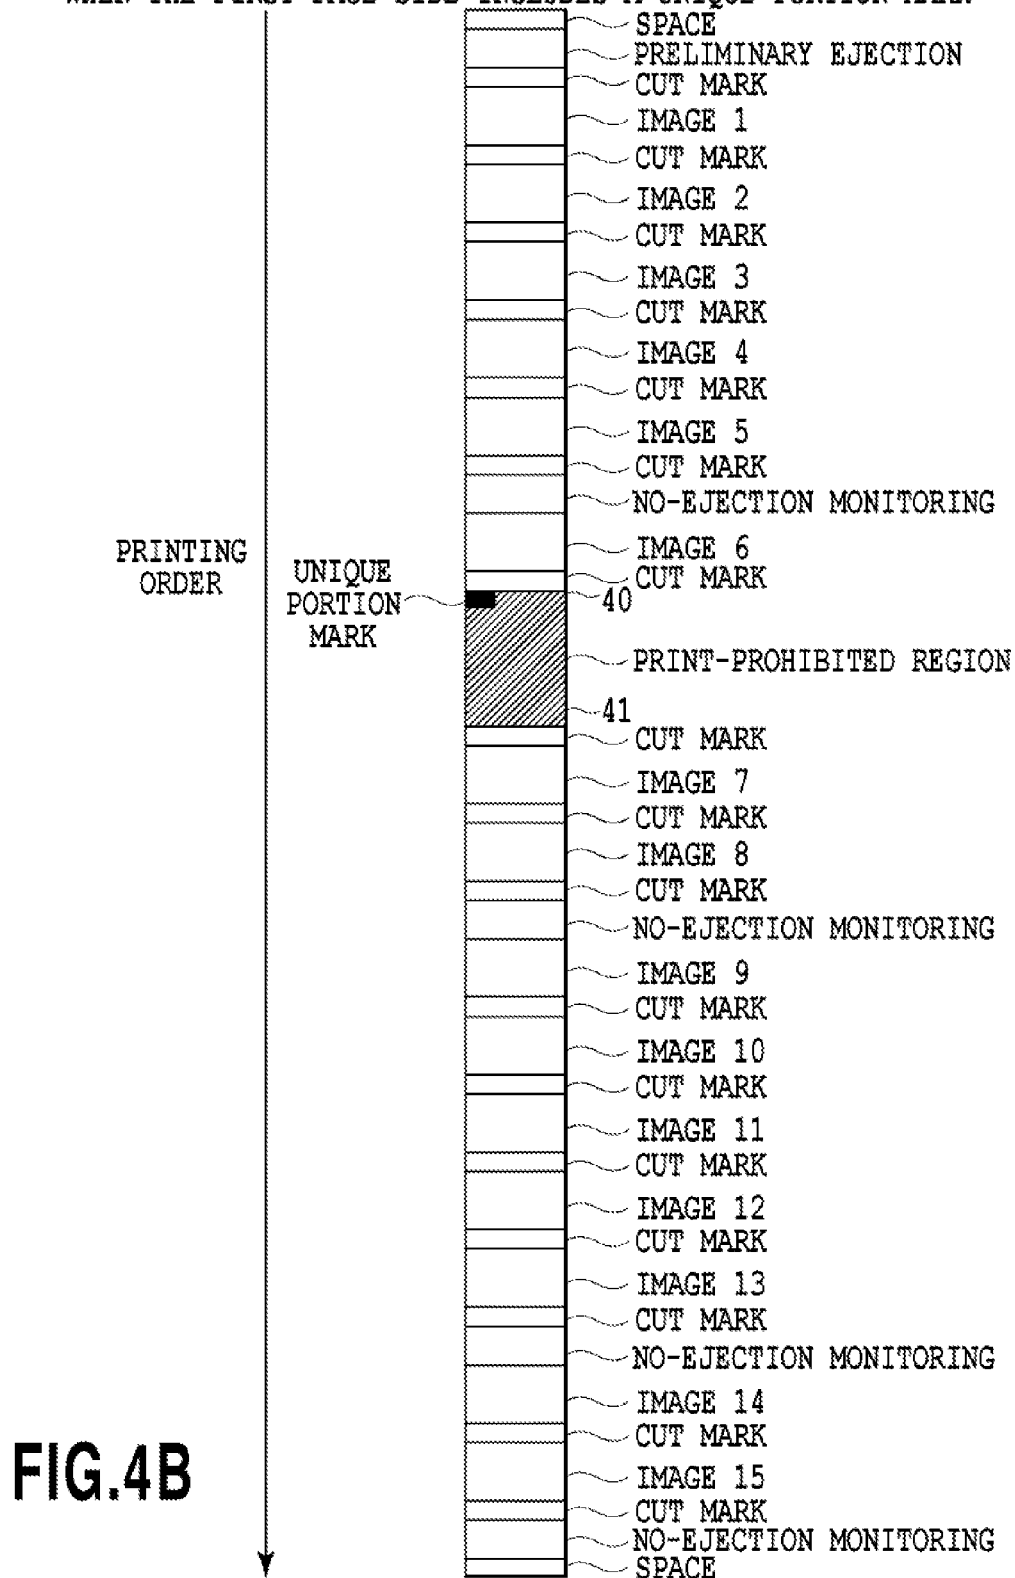 SPACE
PRELIMINARY EJECTION
CUT MARK
IMAGE 1
CUT MARK
IMAGE 2
CUT MARK
IMAGE 3
CUT MARK
IMAGE 4
CUT MARK
IMAGE 5
CUT MARK
NO-EJECTION MONITORING
IMAGE 6
CUT MARK
PRINTING
ORDER
UNIQUE
PORTION
MARK
40
PRINT-PROHIBITED REGION
41
CUT MARK
IMAGE 7
CUT MARK
IMAGE 8
CUT MARK
NO-EJECTION MONITORING
IMAGE 9
CUT MARK
IMAGE 10
CUT MARK
IMAGE 11
CUT MARK
IMAGE 12
CUT MARK
IMAGE 13
CUT MARK
NO-EJECTION MONITORING
IMAGE 14
CUT MARK
IMAGE 15
CUT MARK
NO-EJECTION MONITORING
SPACE
FIG.4B